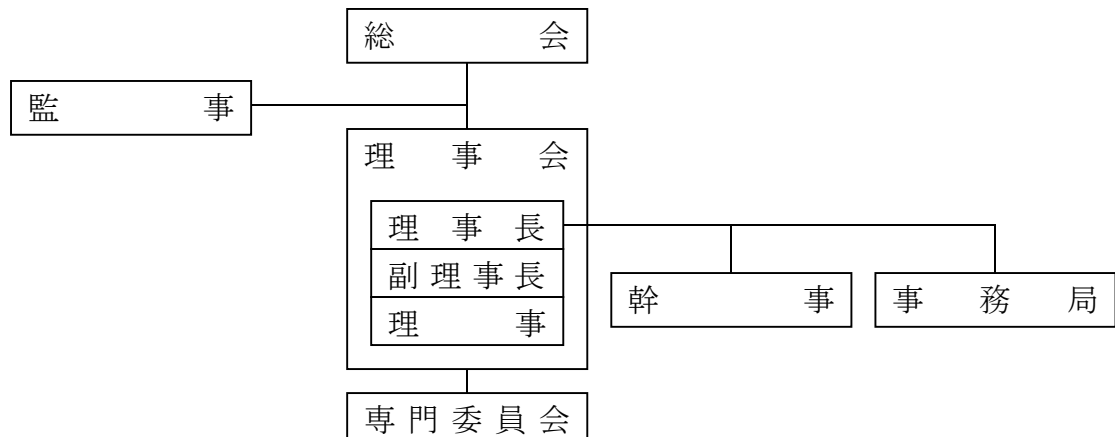 総会
監事
理事会
理事長
副理事長
理事
幹事
事務局
専門委員会